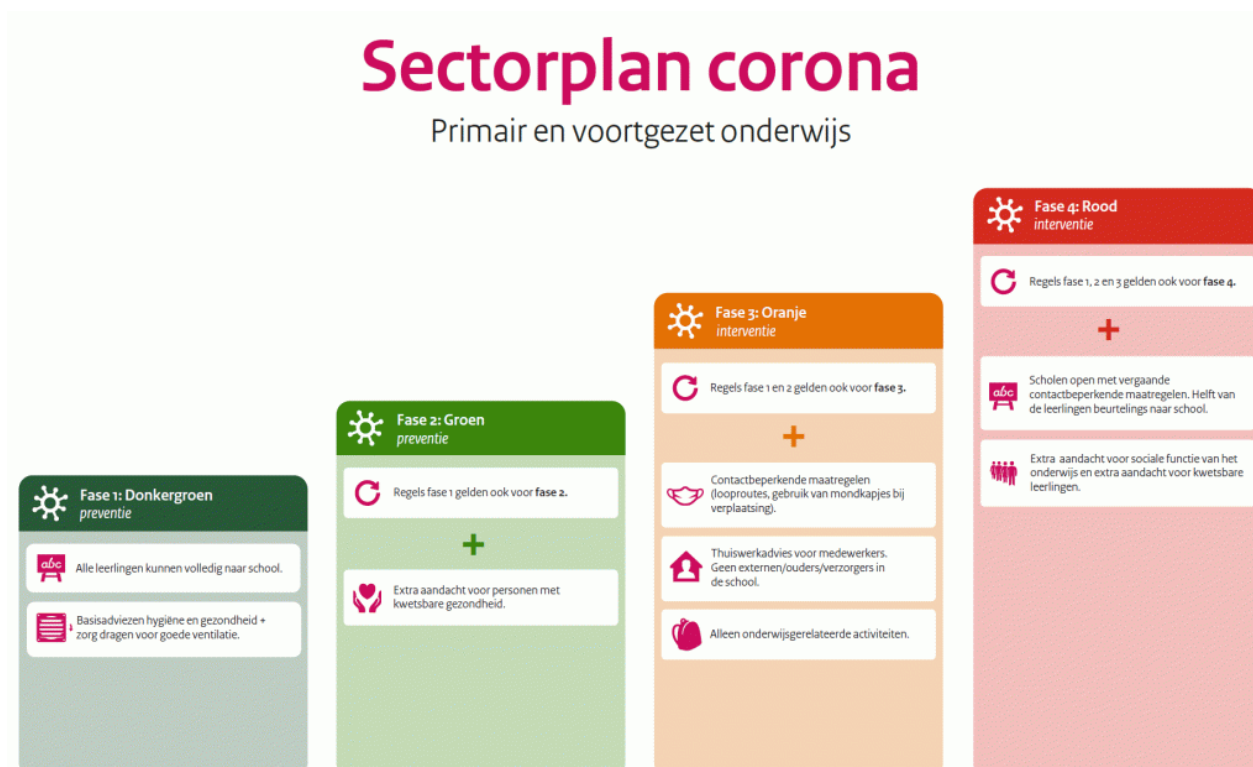 Sectorplan corona
Primair en voortgezet onderwijs
Fase 1: Donkergroen
preventie
abc
Alle leerlingen kunnen volledig naar school.
Basisadviezen hygiëne en gezondheid +
zorg dragen voor goede ventilatie.
Fase 2: Groen
preventie
Regels fase 1 gelden ook voor fase 2.
+
Extra aandacht voor personen met
kwetsbare gezondheid.
Fase 3: Oranje
interventie
Regels fase 1 en 2 gelden ook voor fase 3.
+
Contactbeperkende maatregelen
(looproutes, gebruik van mondkapjes bij
verplaatsing).
Thuiswerkadvies voor medewerkers.
Geen externen/ouders/verzorgers in
de school.
Alleen onderwijsgerelateerde activiteiten.
Fase 4: Rood
interventie
Regels fase 1, 2 en 3 gelden ook voor fase 4.
+
abc
Scholen open met vergaande
contactbeperkende maatregelen. Helft van
de leerlingen beurtelings naar school.
Extra aandacht voor sociale functie van het
onderwijs en extra aandacht voor kwetsbare
leerlingen.